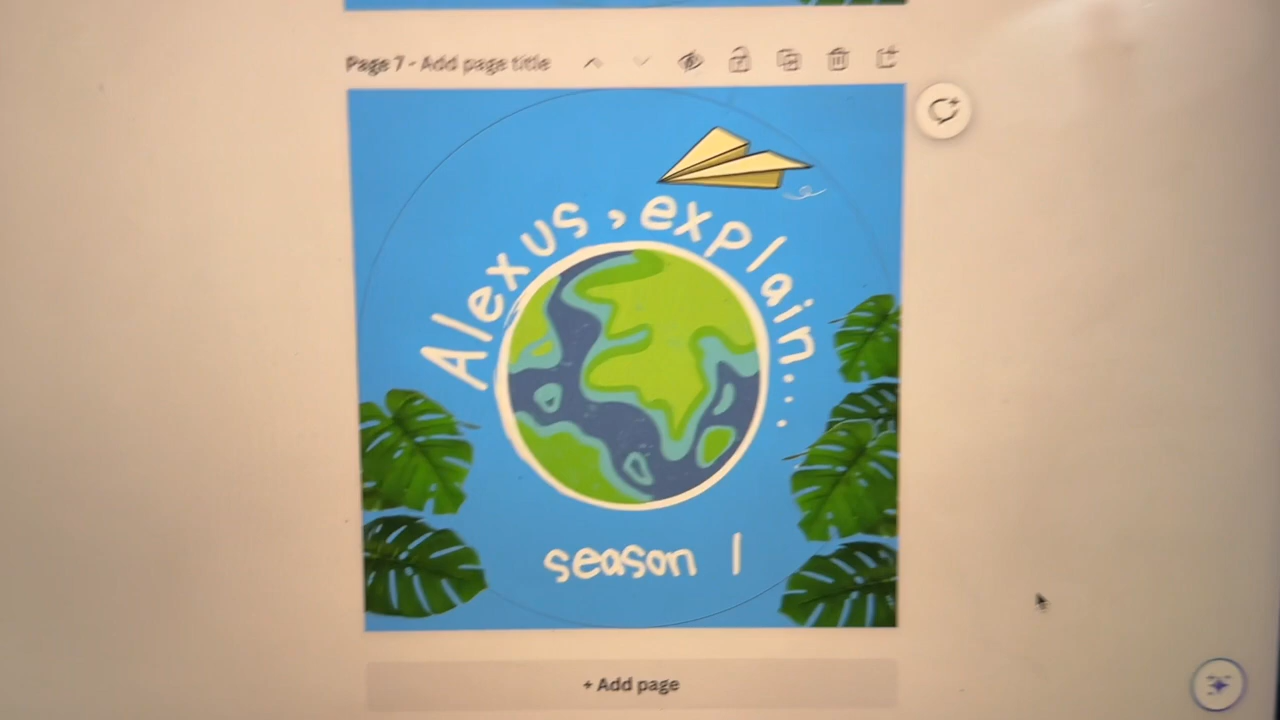 Page 7 - Add page title
Alexus, explain...
season 1
+ Add page